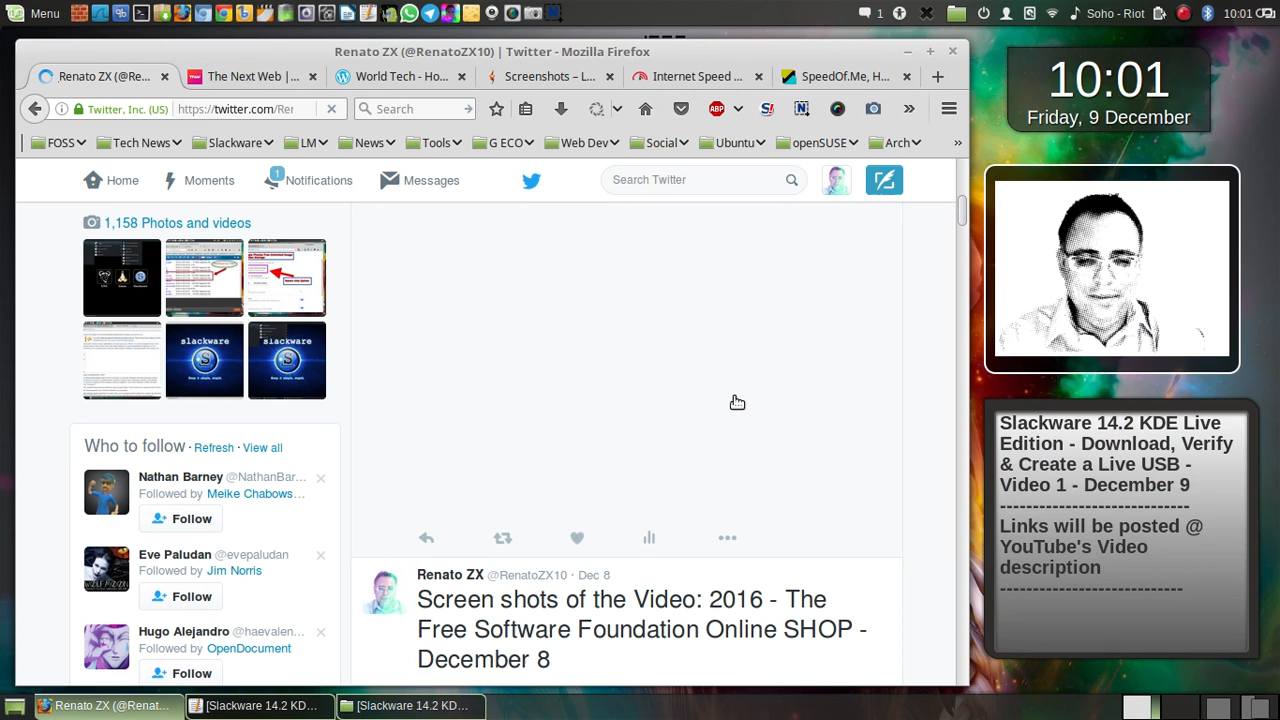 Menu
1
Soho - Riot
10:01
Renato ZX (@RenatoZX10) | Twitter - Mozilla Firefox
Renato ZX (@Re...
The Next Web |...
World Tech - Ho...
Screenshots – L...
Internet Speed ...
SpeedOf.Me, H...
Twitter, Inc. (US)
https://twitter.com/Re
Search
ABP
FOSS
Tech News
Slackware
LM
News
Tools
G ECO
Web Dev
Social
Ubuntu
openSUSE
Arch
Home
Moments
1
Notifications
Messages
Search Twitter
1,158 Photos and videos
slackware
slackware
Who to follow · Refresh · View all
Nathan Barney @NathanBar...
Followed by Meike Chabows...
Follow
Eve Paludan @evepaludan
Followed by Jim Norris
Follow
Hugo Alejandro @haevalen...
Followed by OpenDocument
Follow
Renato ZX @RenatoZX10 · Dec 8
Screen shots of the Video: 2016 - The
Free Software Foundation Online SHOP -
December 8
10:01
Friday, 9 December
Slackware 14.2 KDE Live
Edition - Download, Verify
& Create a Live USB -
Video 1 - December 9
----------------------------
Links will be posted @
YouTube's Video
description
---------------------------
Renato ZX (@Renat...
[Slackware 14.2 KD...
[Slackware 14.2 KD...